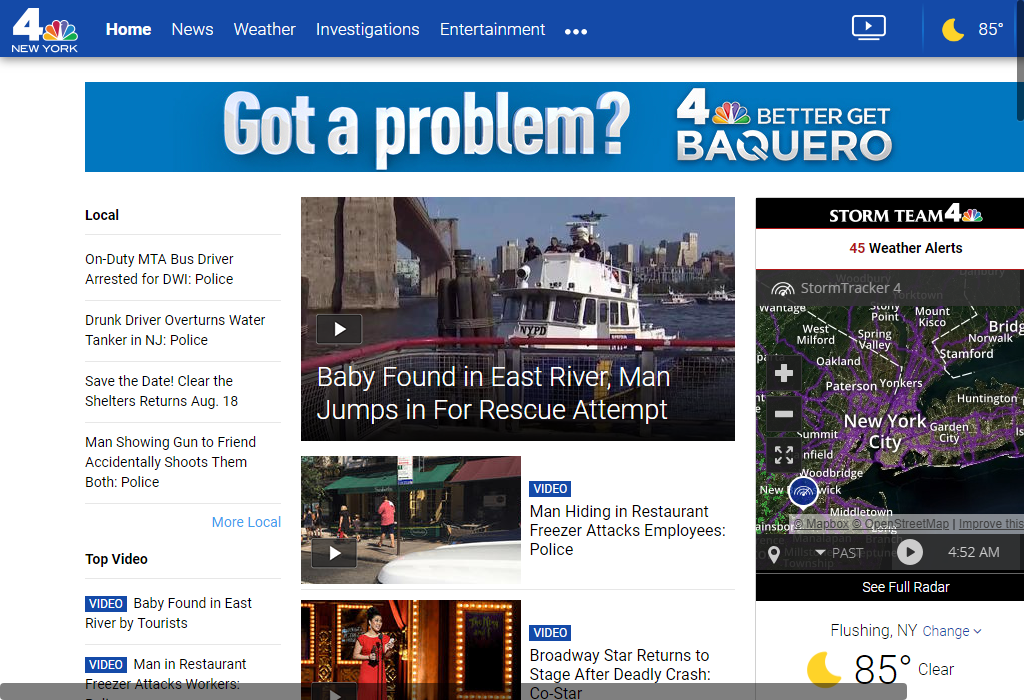 4
NEW YORK
Home News Weather Investigations Entertainment •••
85°
Got a problem?
4 BETTER GET
BAQUERO
Local
On-Duty MTA Bus Driver
Arrested for DWI: Police
Drunk Driver Overturns Water
Tanker in NJ: Police
Save the Date! Clear the
Shelters Returns Aug. 18
Man Showing Gun to Friend
Accidentally Shoots Them
Both: Police
More Local
Top Video
VIDEO Baby Found in East
River by Tourists
VIDEO Man in Restaurant
Freezer Attacks Workers:
NYPD
Baby Found in East River, Man
Jumps in For Rescue Attempt
VIDEO
Man Hiding in Restaurant
Freezer Attacks Employees:
Police
VIDEO
Broadway Star Returns to
Stage After Deadly Crash:
Co-Star
STORM TEAM 4
45 Weather Alerts
StormTracker 4
Woodbury
Danbury
Yorktown
Wantage
Stony
Point
Mount
Kisco
West
Milford
Spring
Valley
Norwalk
Stamford
Oakland
Paterson
Yonkers
Huntington
New York
City
Garden
City
Summit
Woodbridge
Middletown
© Mapbox © OpenStreetMap | Improve this
Manalapan
Township
PAST
4:52 AM
See Full Radar
Flushing, NY Change
85° Clear